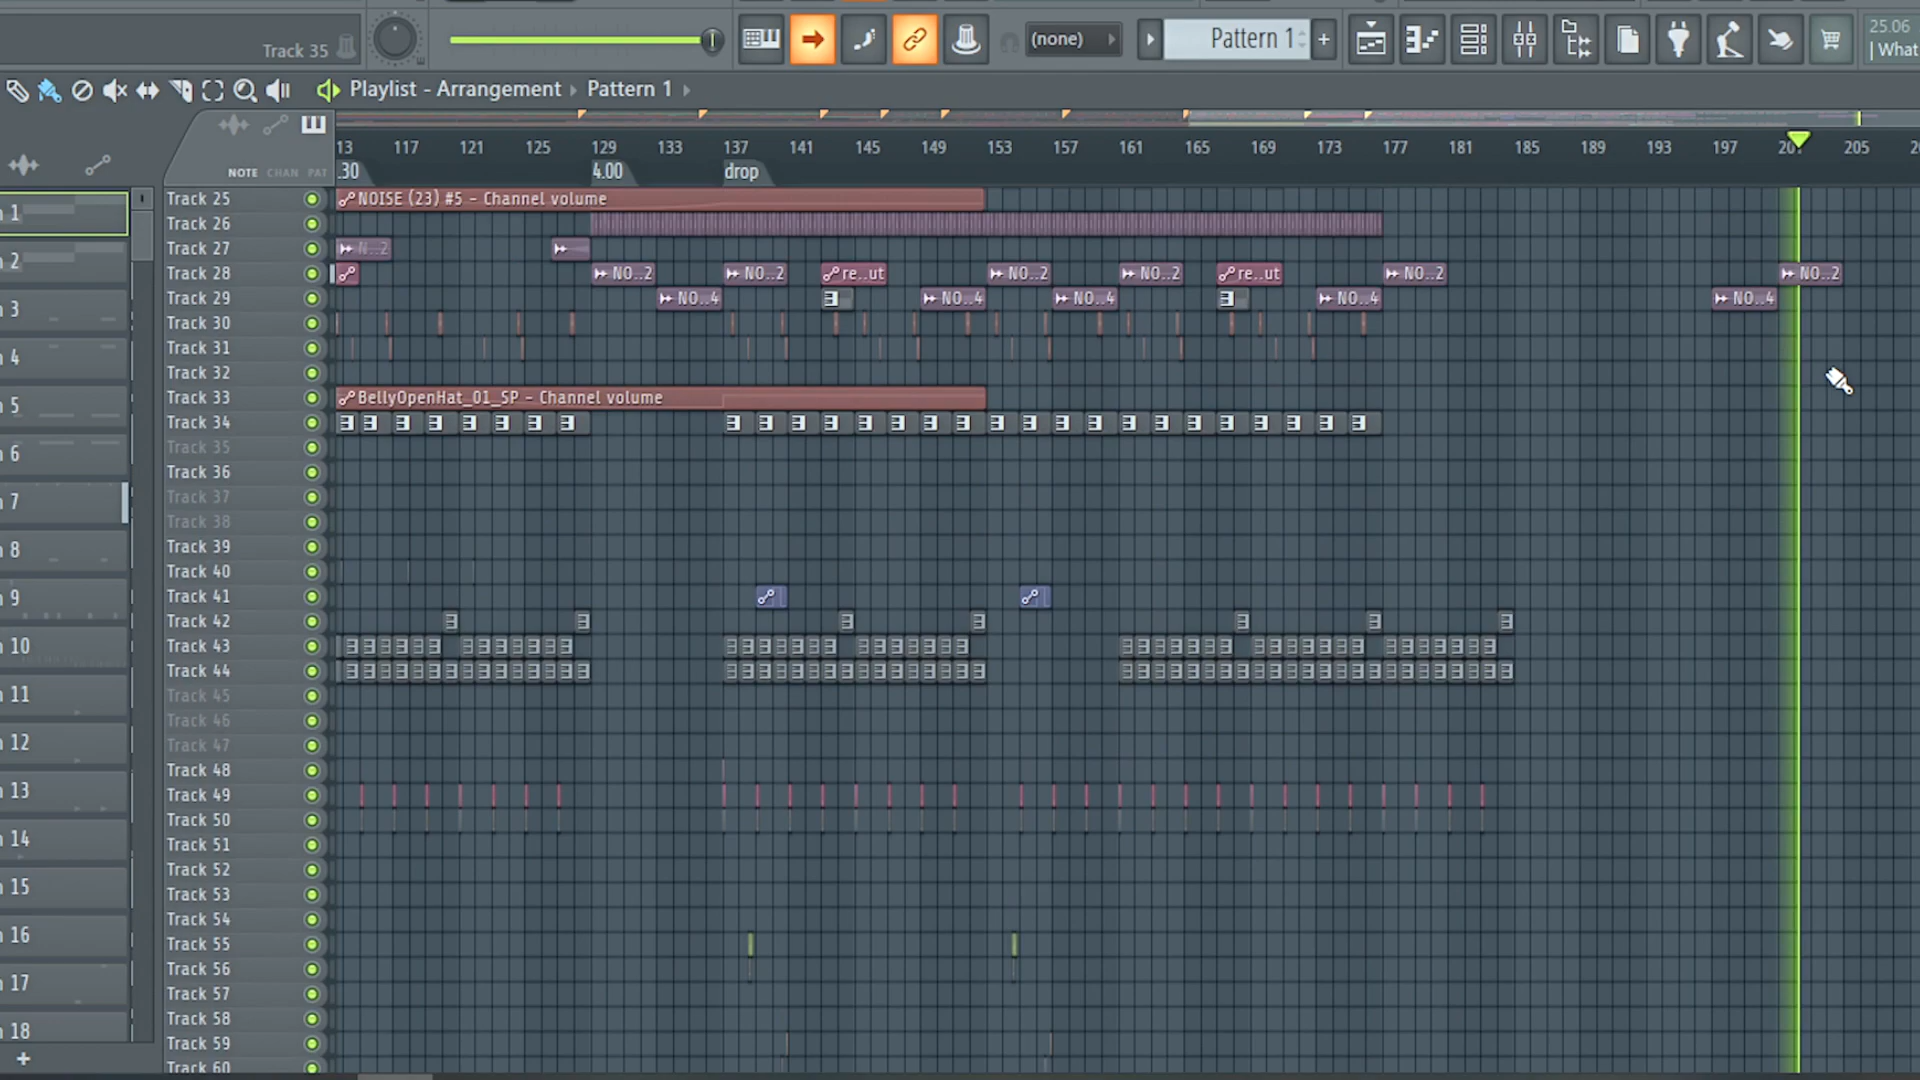 Track 35
(none)
Pattern 1
+
25.06
What
Playlist - Arrangement
Pattern 1
NOTE CHAN PAT
13 117 121 125 129 133 137 141 145 149 153 157 161 165 169 173 177 181 185 189 193 197 201 205
.30
4.00
drop
Track 25
NOISE (23) #5 - Channel volume
Track 26
Track 27
N..2
Track 28
NO..2 NO..2 re..ut NO..2 NO..2 re..ut NO..2 NO..2
Track 29
NO..4 NO..4 NO..4 NO..4 NO..4
Track 30
Track 31
Track 32
Track 33
BellyOpenHat_01_SP - Channel volume
Track 34
Track 35
Track 36
Track 37
Track 38
Track 39
Track 40
Track 41
Track 42
Track 43
Track 44
Track 45
Track 46
Track 47
Track 48
Track 49
Track 50
Track 51
Track 52
Track 53
Track 54
Track 55
Track 56
Track 57
Track 58
Track 59
Track 60
n 1
n 2
n 3
n 4
n 5
n 6
n 7
n 8
n 9
n 10
n 11
n 12
n 13
n 14
n 15
n 16
n 17
n 18
+